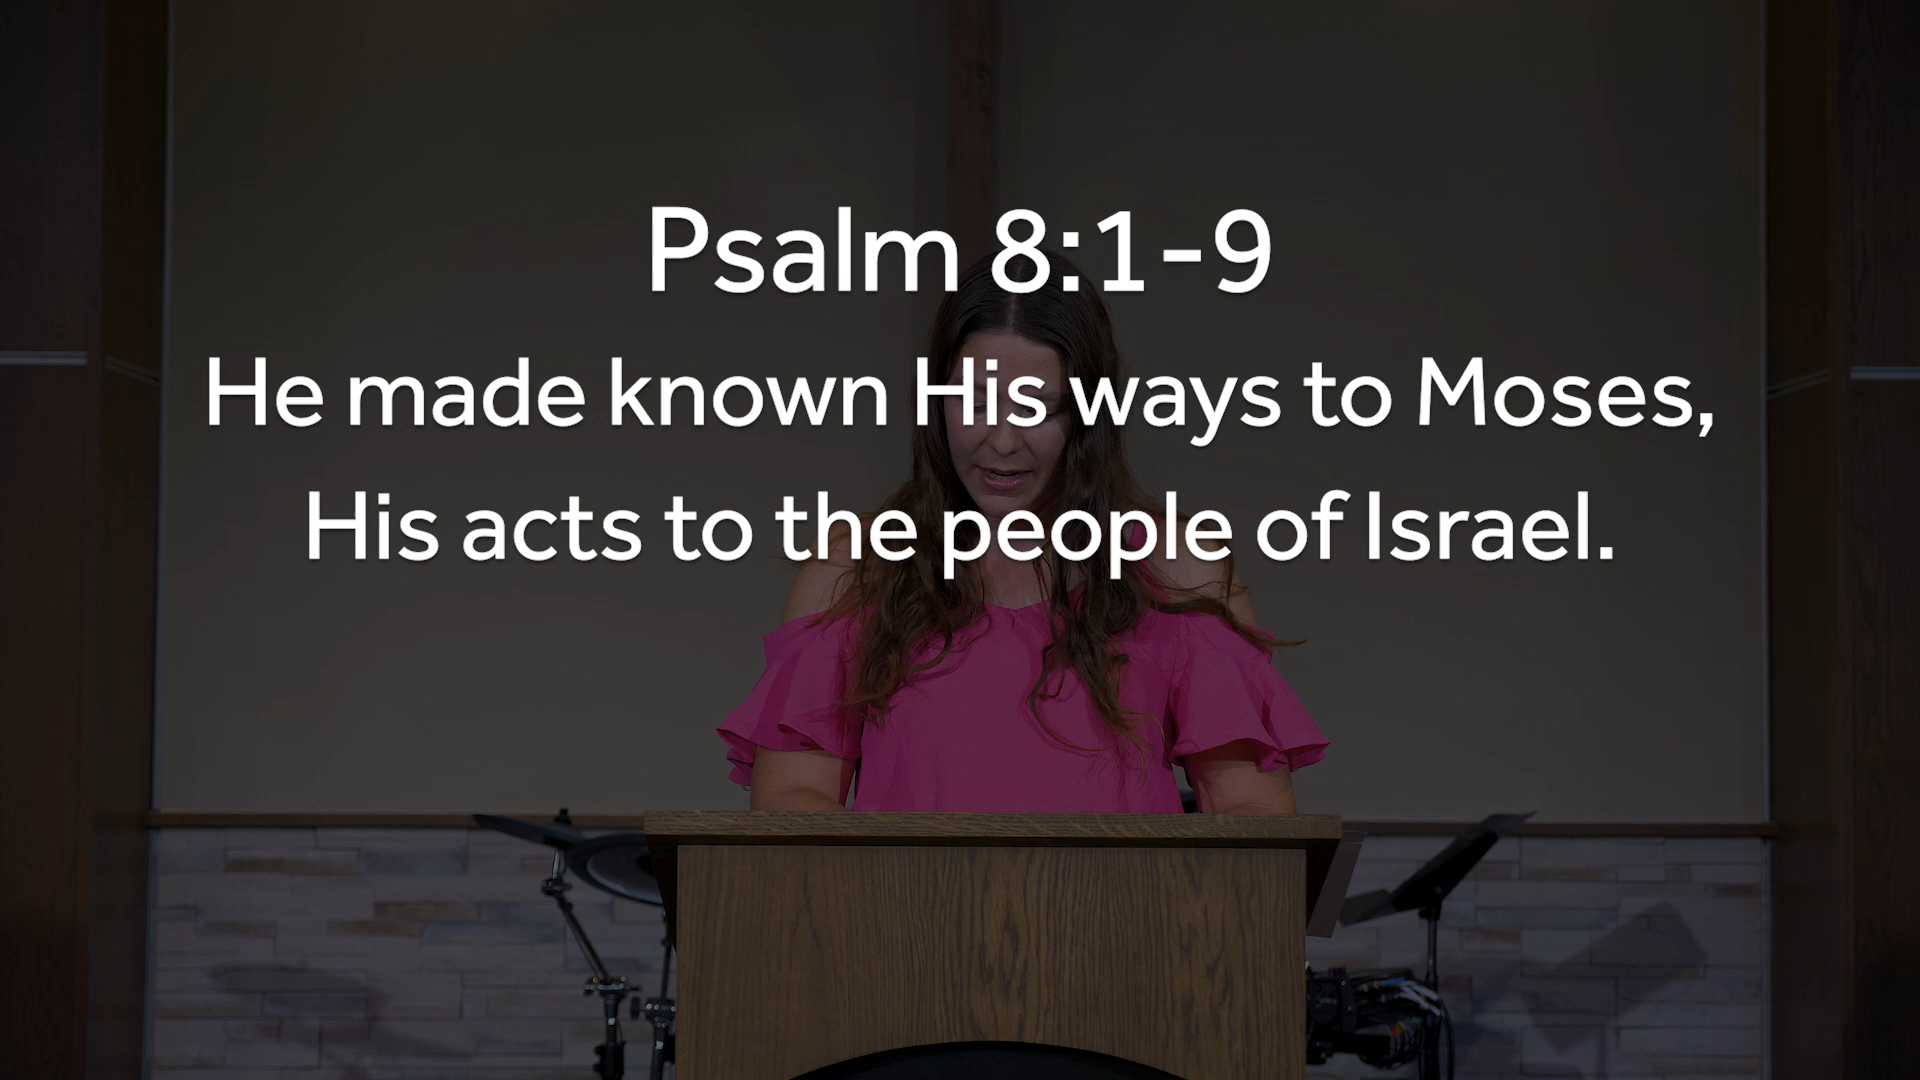 Psalm 8:1-9
He made known His ways to Moses,
His acts to the people of Israel.